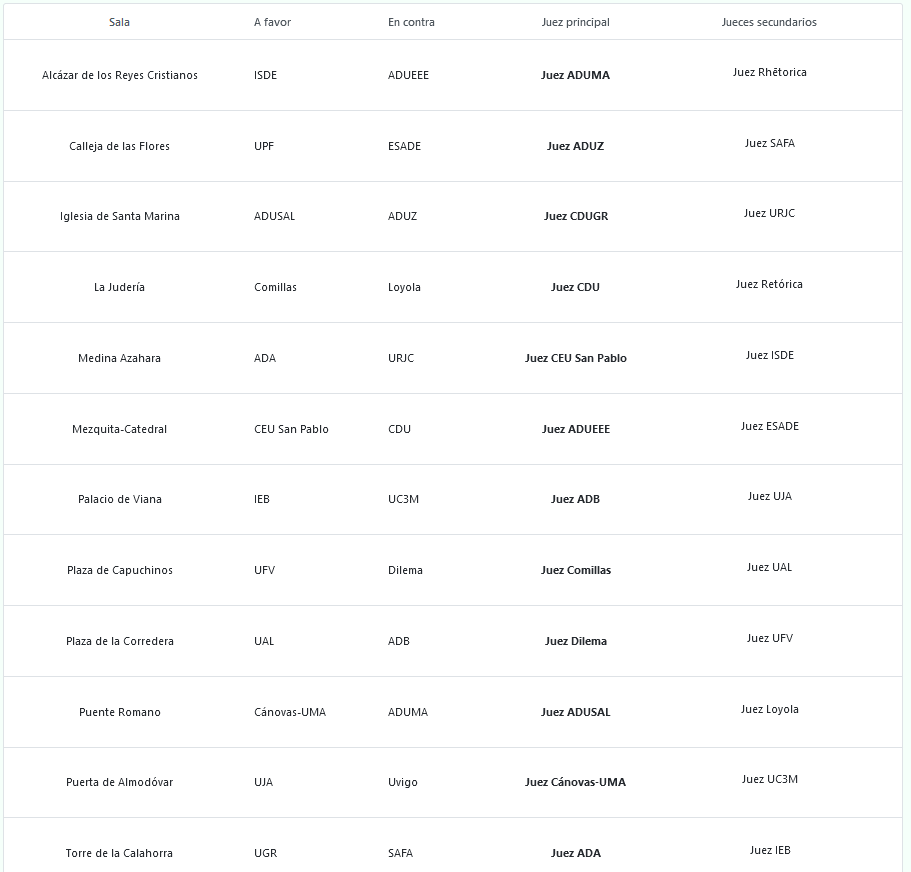 Sala A favor En contra Juez principal Jueces secundarios
Alcázar de los Reyes Cristianos ISDE ADUEEE Juez ADUMA Juez Rhētorica
Calleja de las Flores UPF ESADE Juez ADUZ Juez SAFA
Iglesia de Santa Marina ADUSAL ADUZ Juez CDUGR Juez URJC
La Judería Comillas Loyola Juez CDU Juez Retórica
Medina Azahara ADA URJC Juez CEU San Pablo Juez ISDE
Mezquita-Catedral CEU San Pablo CDU Juez ADUEEE Juez ESADE
Palacio de Viana IEB UC3M Juez ADB Juez UJA
Plaza de Capuchinos UFV Dilema Juez Comillas Juez UAL
Plaza de la Corredera UAL ADB Juez Dilema Juez UFV
Puente Romano Cánovas-UMA ADUMA Juez ADUSAL Juez Loyola
Puerta de Almodóvar UJA Uvigo Juez Cánovas-UMA Juez UC3M
Torre de la Calahorra UGR SAFA Juez ADA Juez IEB